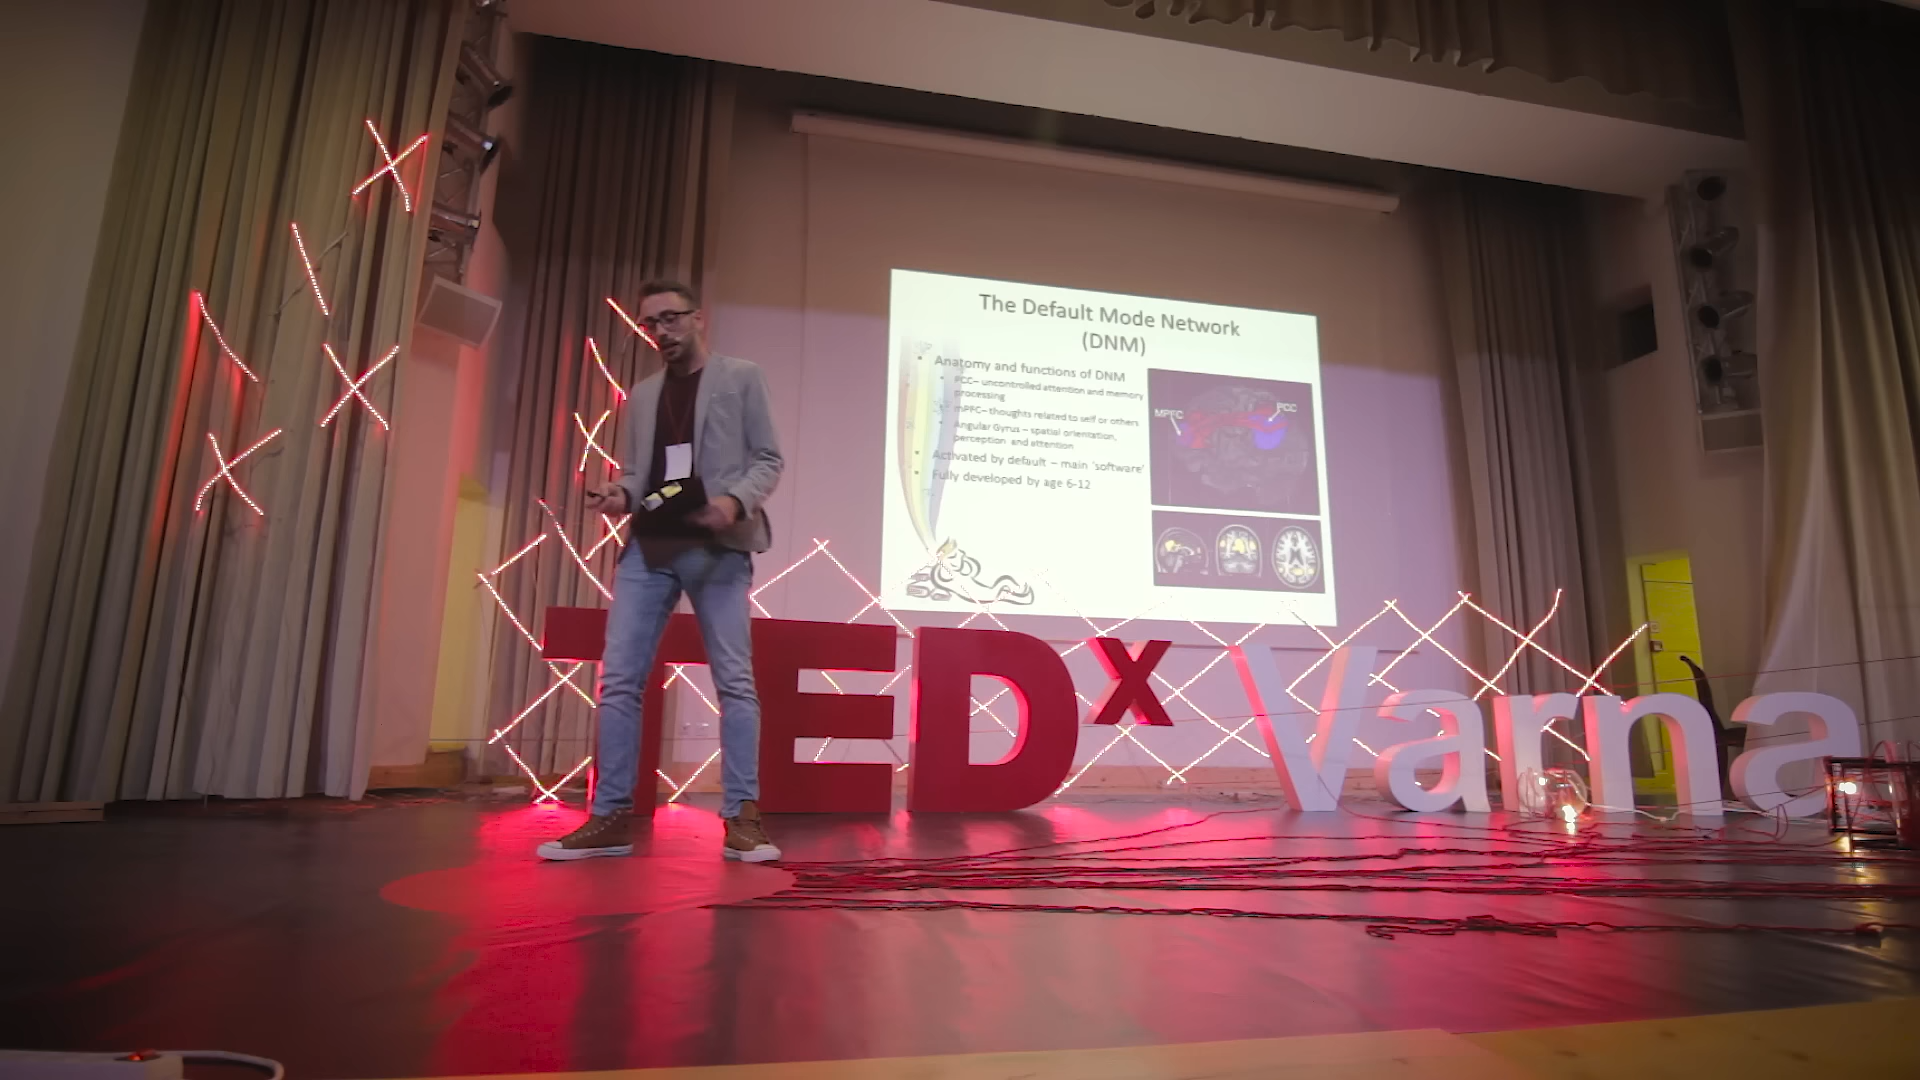 The Default Mode Network
(DNM)
Anatomy and functions of DNM
PCC– uncontrolled attention and memory
processing
mPFC– thoughts related to self or others
Angular Gyrus – spatial orientation,
perception and attention
Activated by default – main 'software'
Fully developed by age 6-12
MPFC
PCC
TEDx Varna